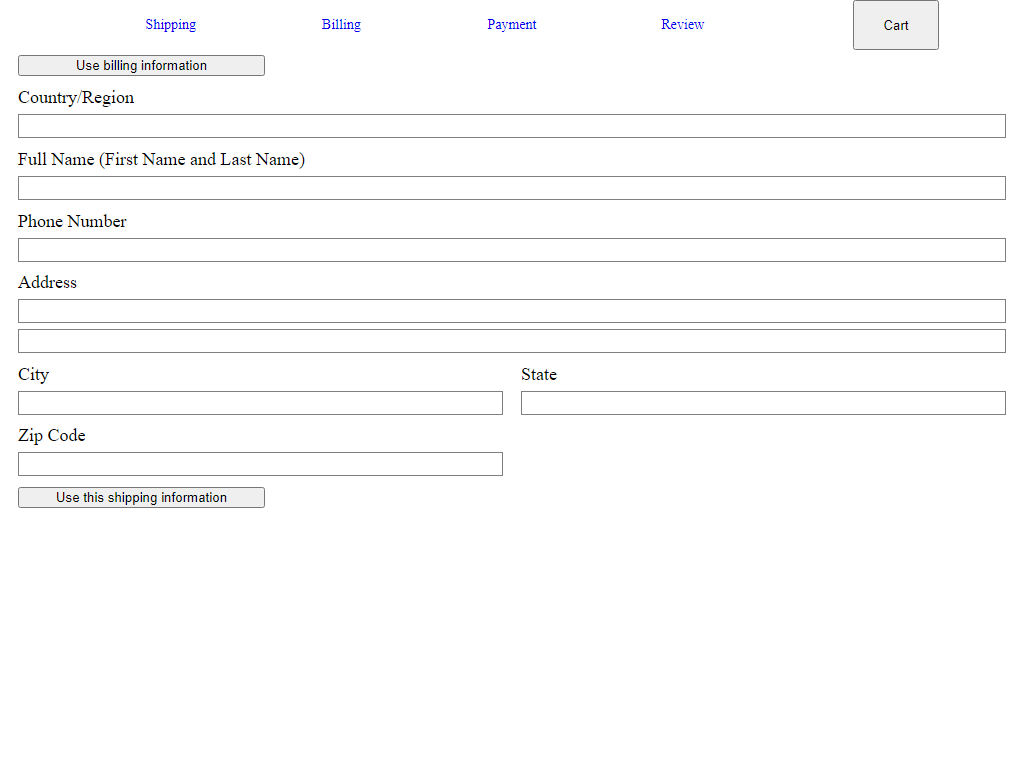 Shipping Billing Payment Review Cart
Use billing information
Country/Region
Full Name (First Name and Last Name)
Phone Number
Address
City State
Zip Code
Use this shipping information